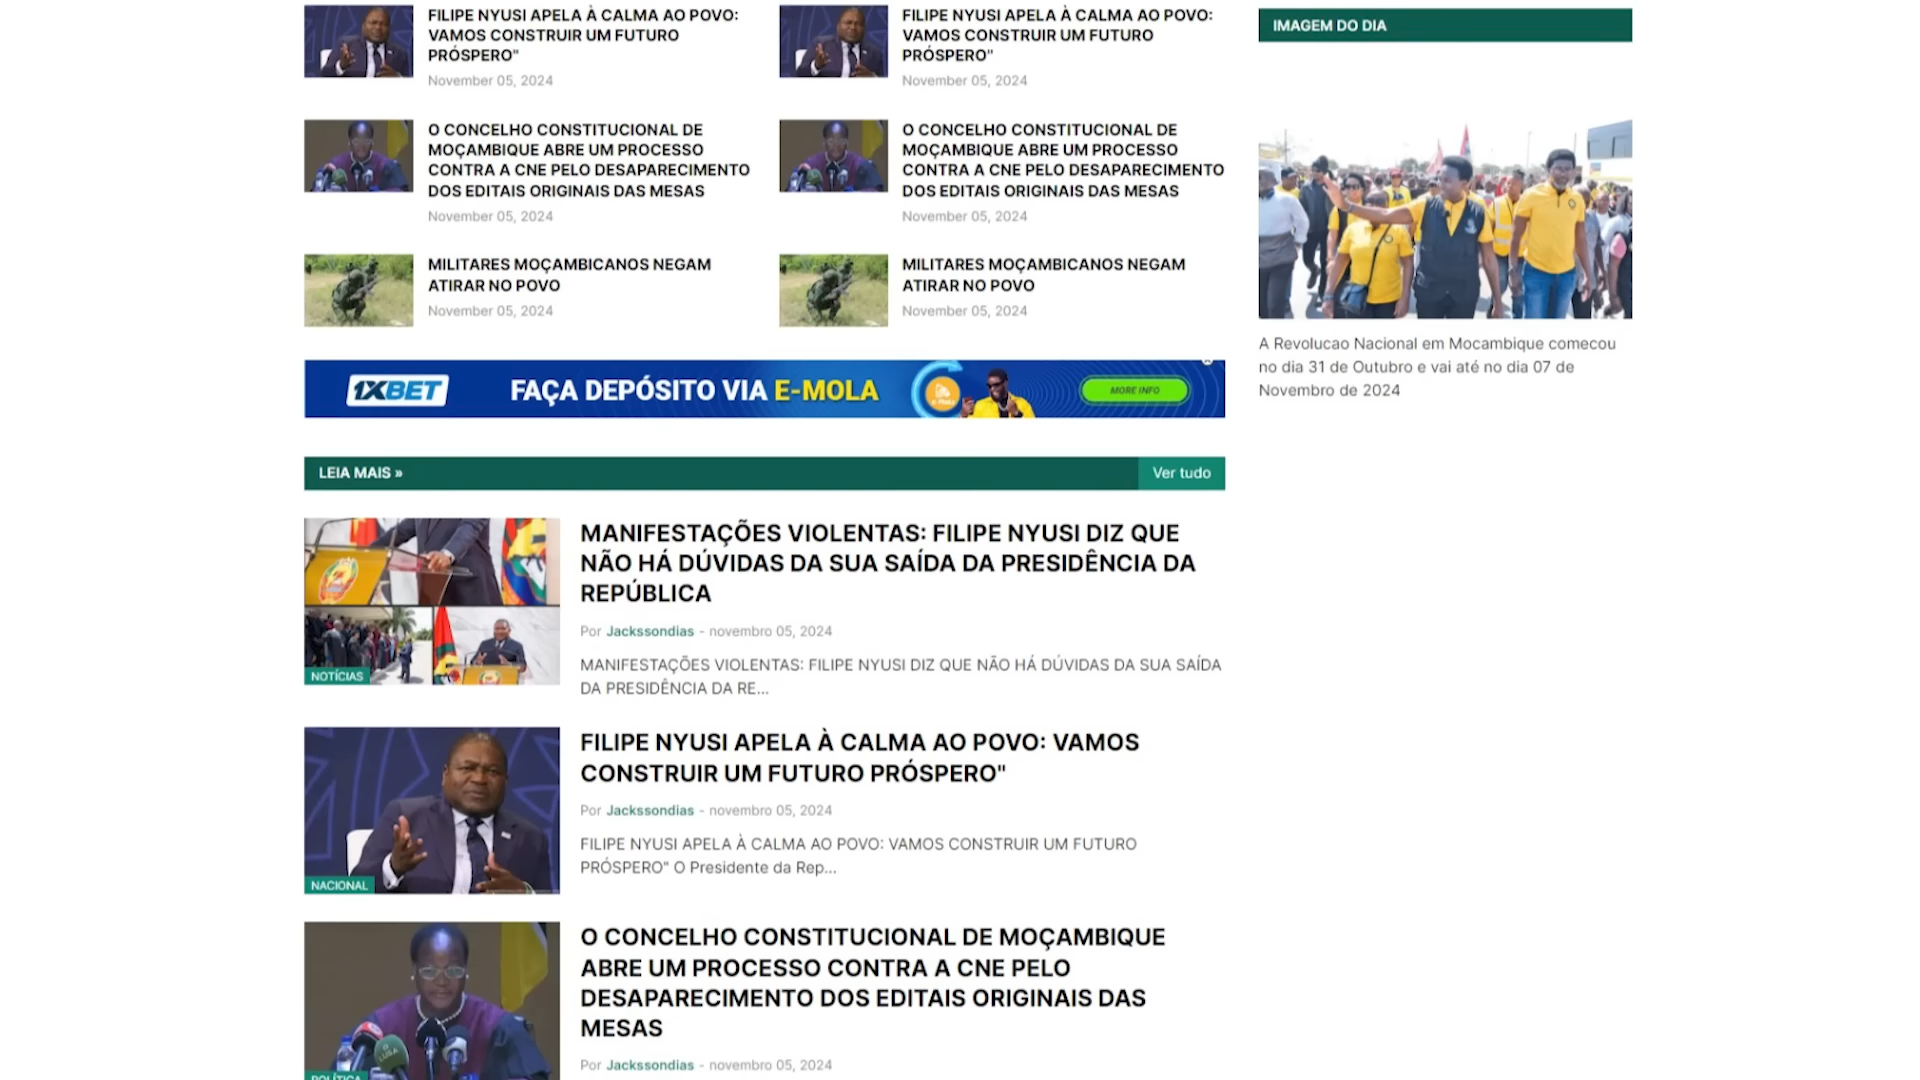 FILIPE NYUSI APELA À CALMA AO POVO:
VAMOS CONSTRUIR UM FUTURO
PRÓSPERO"
November 05, 2024
O CONCELHO CONSTITUCIONAL DE
MOÇAMBIQUE ABRE UM PROCESSO
CONTRA A CNE PELO DESAPARECIMENTO
DOS EDITAIS ORIGINAIS DAS MESAS
November 05, 2024
MILITARES MOÇAMBICANOS NEGAM
ATIRAR NO POVO
November 05, 2024
FILIPE NYUSI APELA À CALMA AO POVO:
VAMOS CONSTRUIR UM FUTURO
PRÓSPERO"
November 05, 2024
O CONCELHO CONSTITUCIONAL DE
MOÇAMBIQUE ABRE UM PROCESSO
CONTRA A CNE PELO DESAPARECIMENTO
DOS EDITAIS ORIGINAIS DAS MESAS
November 05, 2024
MILITARES MOÇAMBICANOS NEGAM
ATIRAR NO POVO
November 05, 2024
1XBET FAÇA DEPÓSITO VIA E-MOLA MORE INFO
LEIA MAIS » Ver tudo
NOTÍCIAS
MANIFESTAÇÕES VIOLENTAS: FILIPE NYUSI DIZ QUE
NÃO HÁ DÚVIDAS DA SUA SAÍDA DA PRESIDÊNCIA DA
REPÚBLICA
Por Jackssondias - novembro 05, 2024
MANIFESTAÇÕES VIOLENTAS: FILIPE NYUSI DIZ QUE NÃO HÁ DÚVIDAS DA SUA SAÍDA
DA PRESIDÊNCIA DA RE...
NACIONAL
FILIPE NYUSI APELA À CALMA AO POVO: VAMOS
CONSTRUIR UM FUTURO PRÓSPERO"
Por Jackssondias - novembro 05, 2024
FILIPE NYUSI APELA À CALMA AO POVO: VAMOS CONSTRUIR UM FUTURO
PRÓSPERO" O Presidente da Rep...
LUSA
POLÍTICA
O CONCELHO CONSTITUCIONAL DE MOÇAMBIQUE
ABRE UM PROCESSO CONTRA A CNE PELO
DESAPARECIMENTO DOS EDITAIS ORIGINAIS DAS
MESAS
Por Jackssondias - novembro 05, 2024
IMAGEM DO DIA
A Revolucao Nacional em Mocambique comecou
no dia 31 de Outubro e vai até no dia 07 de
Novembro de 2024